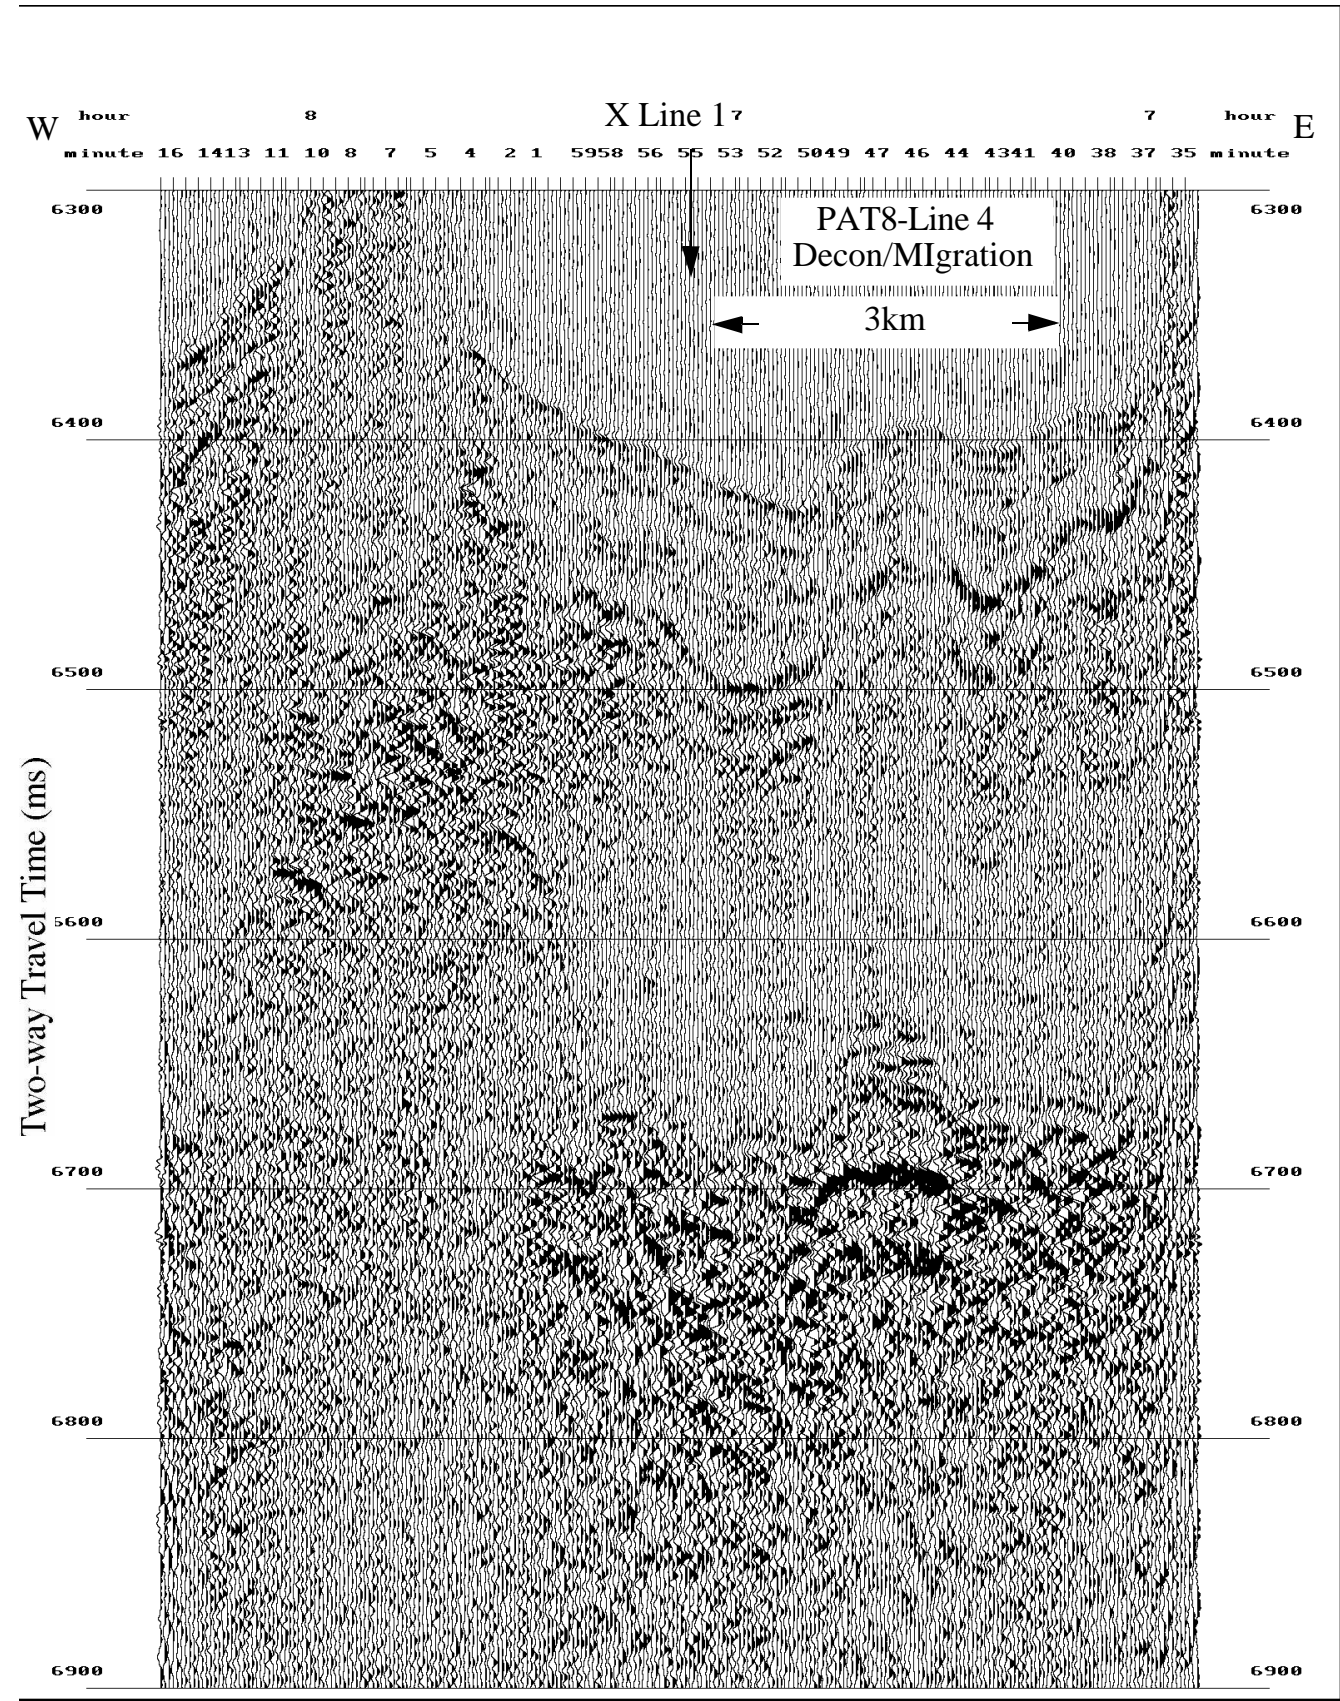 hour 8 X Line 1 7 7 hour
W E
minute 16 1413 11 10 8 7 5 4 2 1 5958 56 55 53 52 5049 47 46 44 4341 40 38 37 35 minute
6300 6300
PAT8-Line 4
Decon/MIgration
3km
6400 6400
6500 6500
Two-way Travel Time (ms)
6600 6600
6700 6700
6800 6800
6900 6900